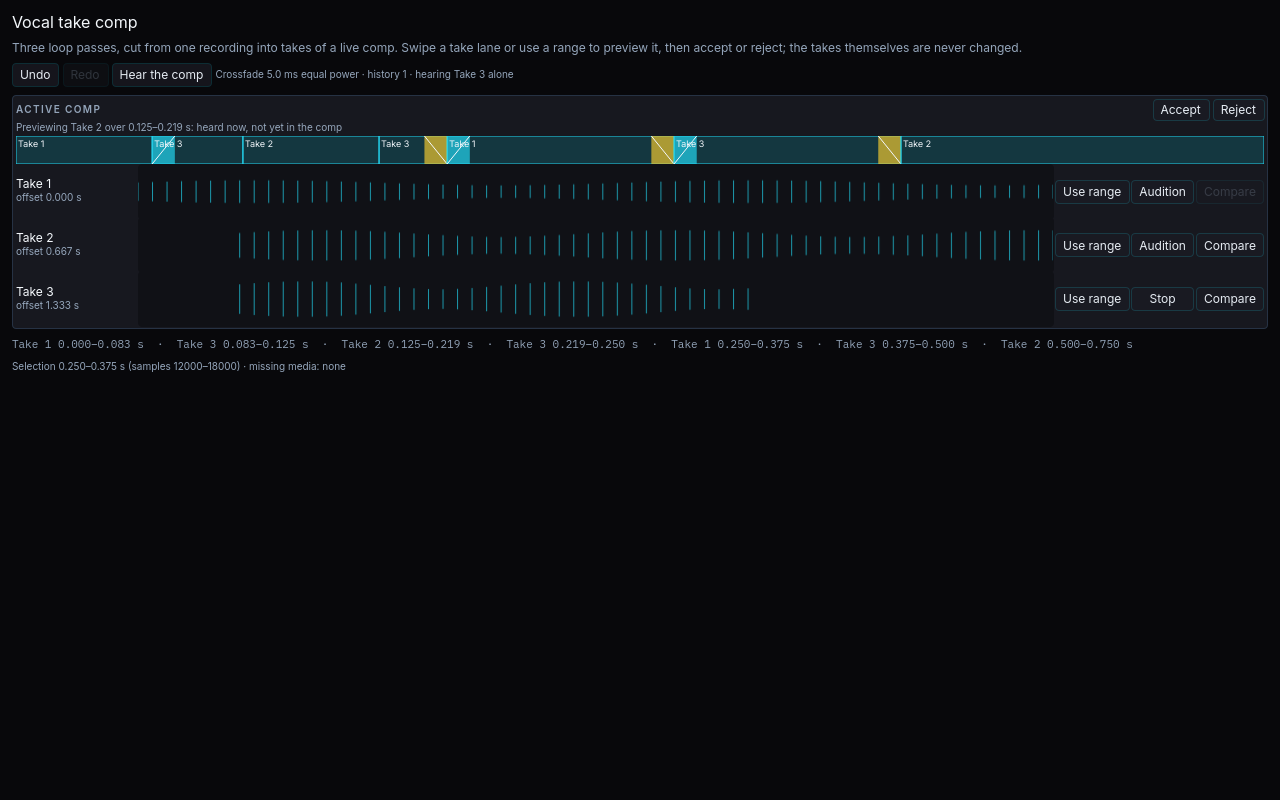 Vocal take comp
Three loop passes, cut from one recording into takes of a live comp. Swipe a take lane or use a range to preview it, then accept or reject; the takes themselves are never changed.
Undo Redo Hear the comp Crossfade 5.0 ms equal power · history 1 · hearing Take 3 alone
ACTIVE COMP Accept Reject
Previewing Take 2 over 0.125–0.219 s: heard now, not yet in the comp
Take 1 Take 3 Take 2 Take 3 Take 1 Take 3 Take 2
Take 1
offset 0.000 s
Use range Audition Compare
Take 2
offset 0.667 s
Use range Audition Compare
Take 3
offset 1.333 s
Use range Stop Compare
Take 1 0.000–0.083 s · Take 3 0.083–0.125 s · Take 2 0.125–0.219 s · Take 3 0.219–0.250 s · Take 1 0.250–0.375 s · Take 3 0.375–0.500 s · Take 2 0.500–0.750 s
Selection 0.250–0.375 s (samples 12000–18000) · missing media: none